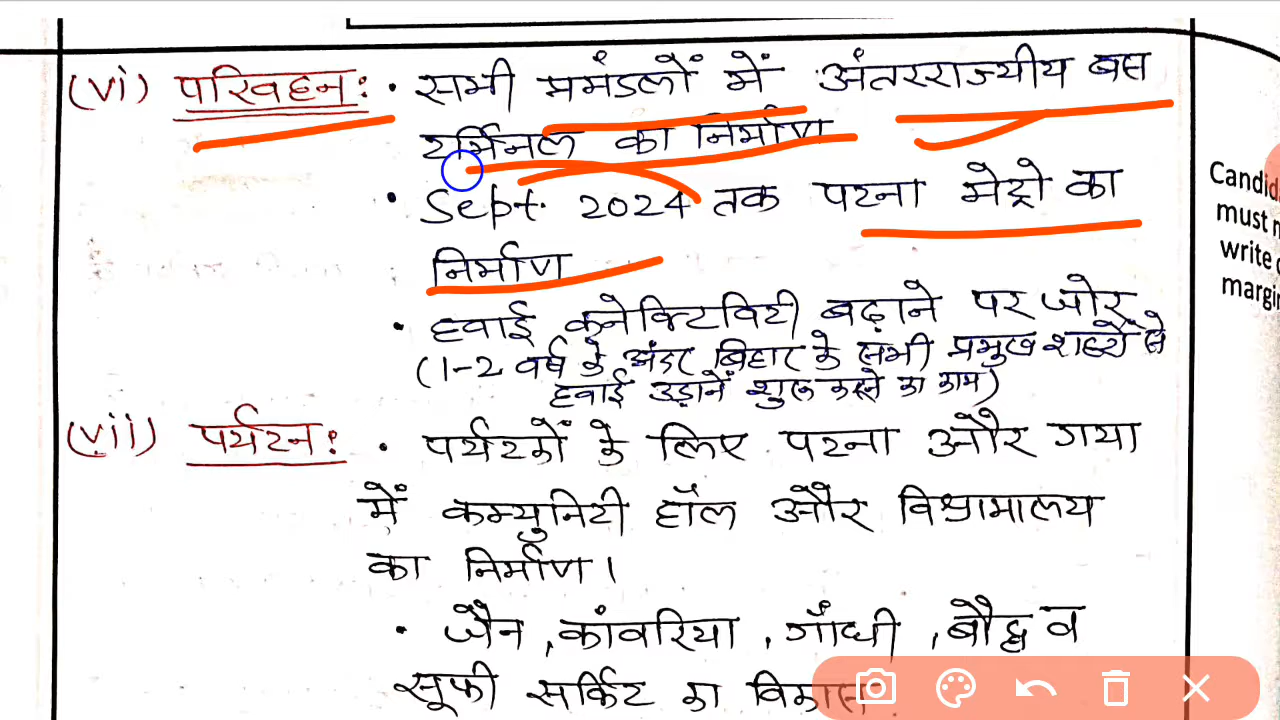 (vi) परिवहन: • सभी प्रमंडलों में अंतरराज्यीय बस
टर्मिनल का निर्माण
• Sept. 2024 तक पटना मेट्रो का
निर्माण
• हवाई कनेक्टिविटी बढ़ाने पर जोर
(1-2 वर्ष के अंदर बिहार के सभी प्रमुख शहरों से
हवाई उड़ानें शुरू करने का काम)
(vii) पर्यटन: • पर्यटकों के लिए पटना और गया
में कम्युनिटी हॉल और विश्रामालय
का निर्माण।
• जैन, कांवरिया, गाँधी, बौद्ध व
सूफी सर्किट का विकास
Candid
must n
write o
margi